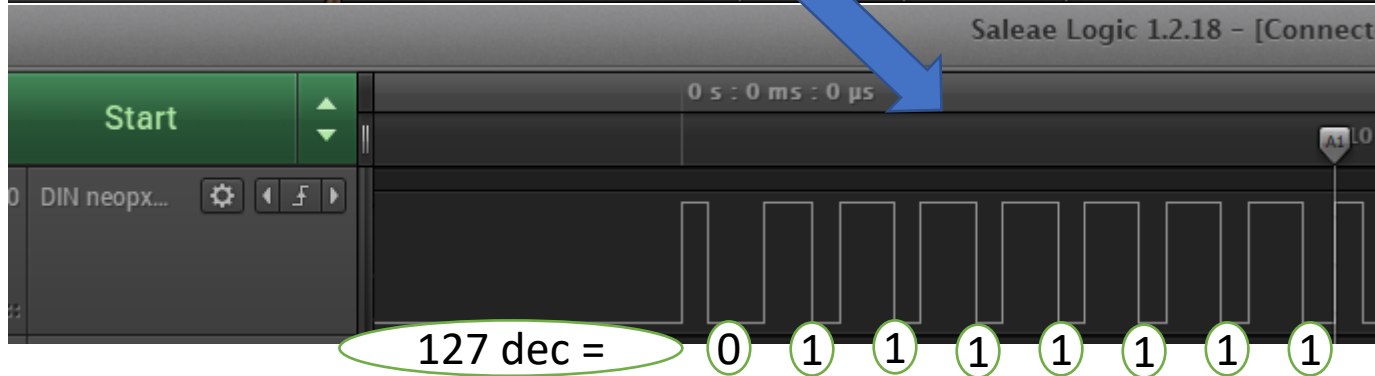 Saleae Logic 1.2.18 – [Connect
Start
0 s : 0 ms : 0 µs
A1
10
0 DIN neopx...
127 dec = 0 1 1 1 1 1 1 1